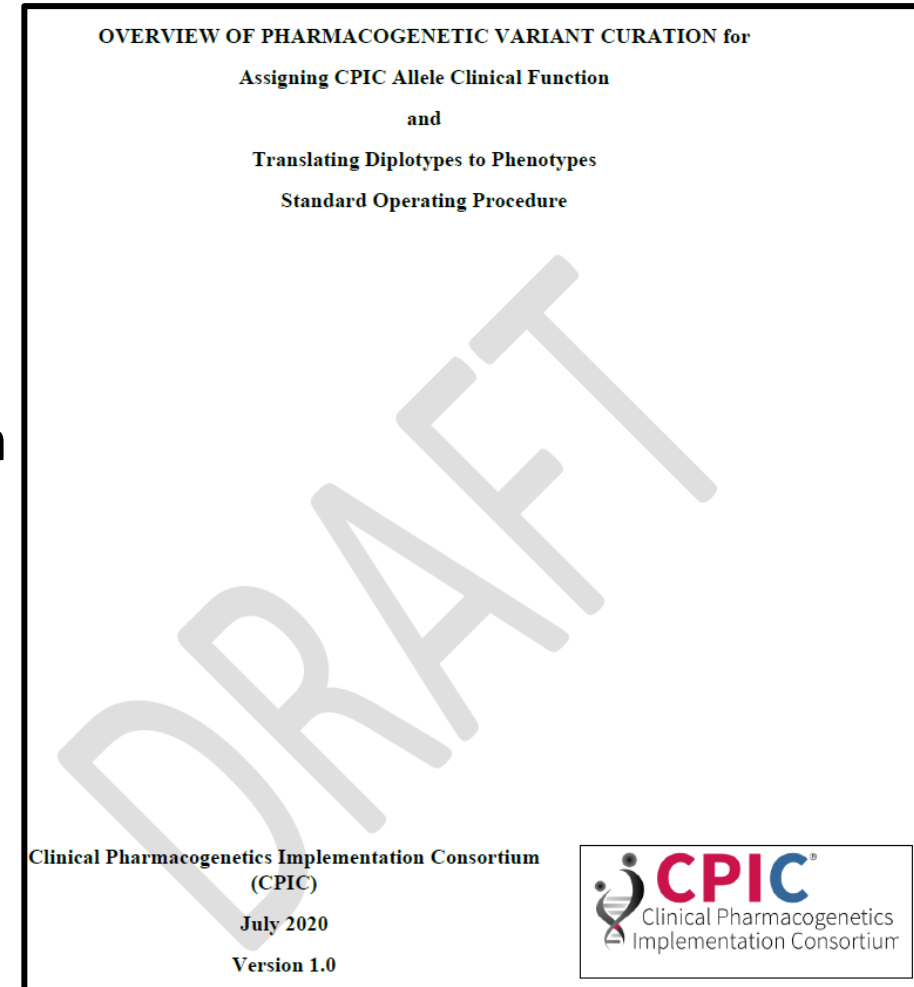 OVERVIEW OF PHARMACOGENETIC VARIANT CURATION for
Assigning CPIC Allele Clinical Function
and
Translating Diplotypes to Phenotypes
Standard Operating Procedure
DRAFT
n
Clinical Pharmacogenetics Implementation Consortium
(CPIC)
July 2020
Version 1.0
CPIC®
Clinical Pharmacogenetics
Implementation Consortium